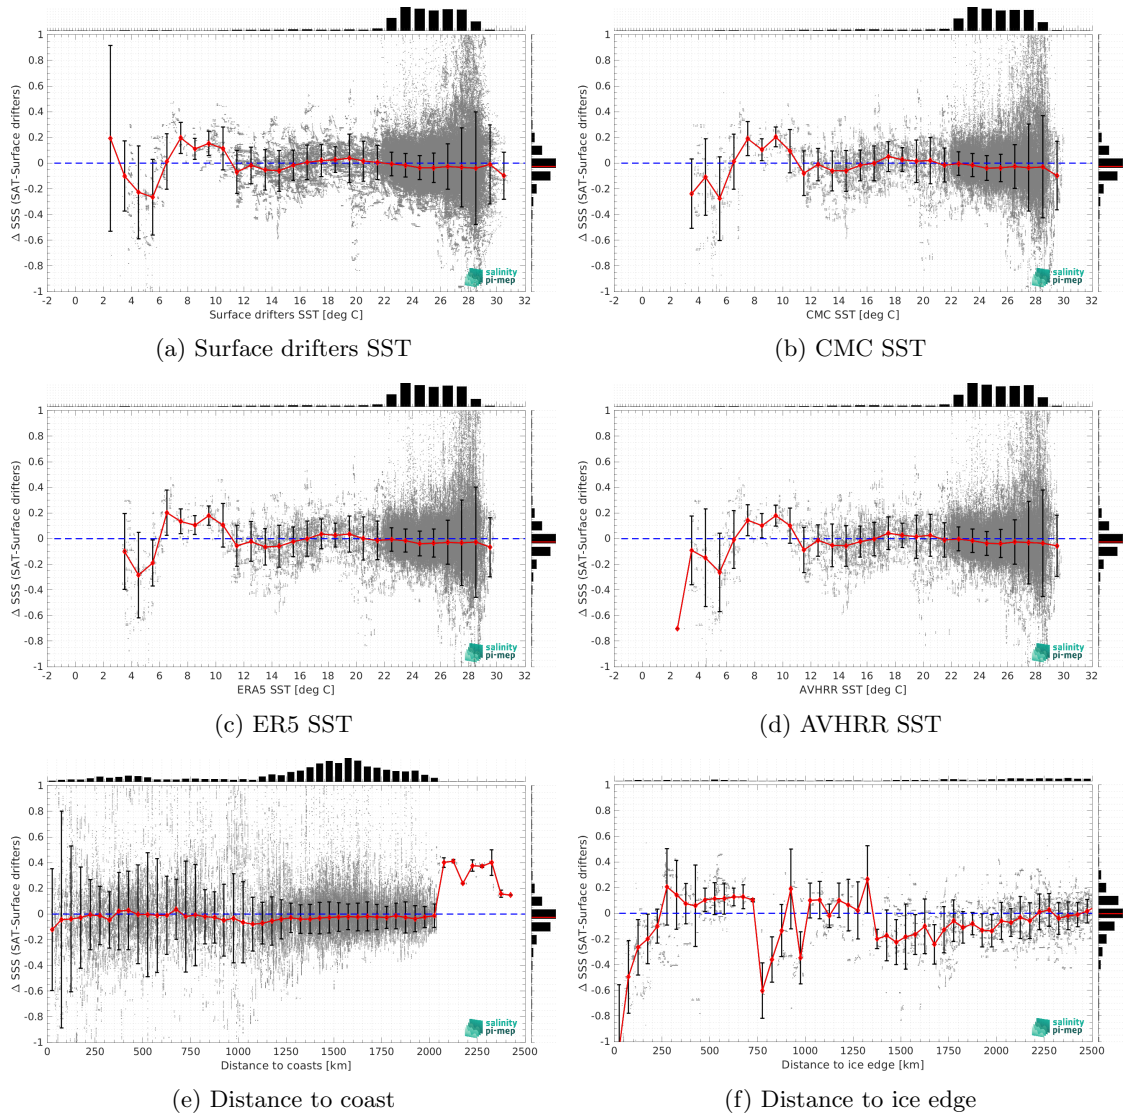 1
0.8
0.6
0.4
0.2
0
-0.2
-0.4
-0.6
-0.8
-1
Δ SSS (SAT-Surface drifters)
-2 0 2 4 6 8 10 12 14 16 18 20 22 24 26 28 30 32
Surface drifters SST [deg C]
salinity
pi-mep
(a) Surface drifters SST
1
0.8
0.6
0.4
0.2
0
-0.2
-0.4
-0.6
-0.8
-1
Δ SSS (SAT-Surface drifters)
-2 0 2 4 6 8 10 12 14 16 18 20 22 24 26 28 30 32
CMC SST [deg C]
salinity
pi-mep
(b) CMC SST
1
0.8
0.6
0.4
0.2
0
-0.2
-0.4
-0.6
-0.8
-1
Δ SSS (SAT-Surface drifters)
-2 0 2 4 6 8 10 12 14 16 18 20 22 24 26 28 30 32
ERA5 SST [deg C]
salinity
pi-mep
(c) ER5 SST
1
0.8
0.6
0.4
0.2
0
-0.2
-0.4
-0.6
-0.8
-1
Δ SSS (SAT-Surface drifters)
-2 0 2 4 6 8 10 12 14 16 18 20 22 24 26 28 30 32
AVHRR SST [deg C]
salinity
pi-mep
(d) AVHRR SST
1
0.8
0.6
0.4
0.2
0
-0.2
-0.4
-0.6
-0.8
-1
Δ SSS (SAT-Surface drifters)
0 250 500 750 1000 1250 1500 1750 2000 2250 2500
Distance to coasts [km]
salinity
pi-mep
(e) Distance to coast
1
0.8
0.6
0.4
0.2
0
-0.2
-0.4
-0.6
-0.8
-1
Δ SSS (SAT-Surface drifters)
0 250 500 750 1000 1250 1500 1750 2000 2250 2500
Distance to ice edge [km]
salinity
pi-mep
(f) Distance to ice edge